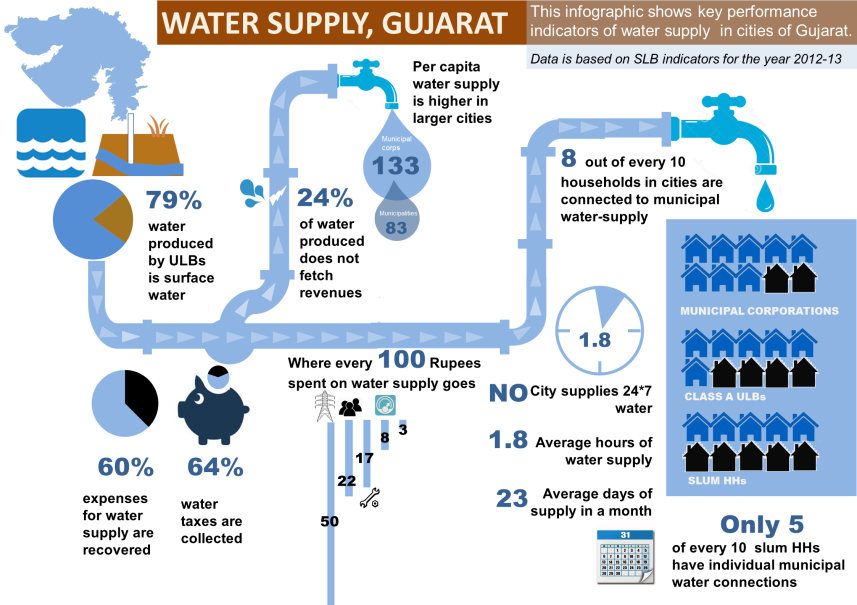 WATER SUPPLY, GUJARAT
This infographic shows key performance
indicators of water supply in cities of Gujarat.
Data is based on SLB indicators for the year 2012-13
Per capita
water supply
is higher in
larger cities
Municipal
corps
133
Municipalities
83
79%
water
produced
by ULBs
is surface
water
24%
of water
produced
does not
fetch
revenues
8 out of every 10
households in cities are
connected to municipal
water-supply
MUNICIPAL CORPORATIONS
CLASS A ULBs
SLUM HHs
Only 5
of every 10 slum HHs
have individual municipal
water connections
1.8
NO City supplies 24*7
water
1.8 Average hours of
water supply
23 Average days of
supply in a month
31
Where every 100 Rupees
spent on water supply goes
50
22
17
8
3
60%
expenses
for water
supply are
recovered
64%
water
taxes are
collected